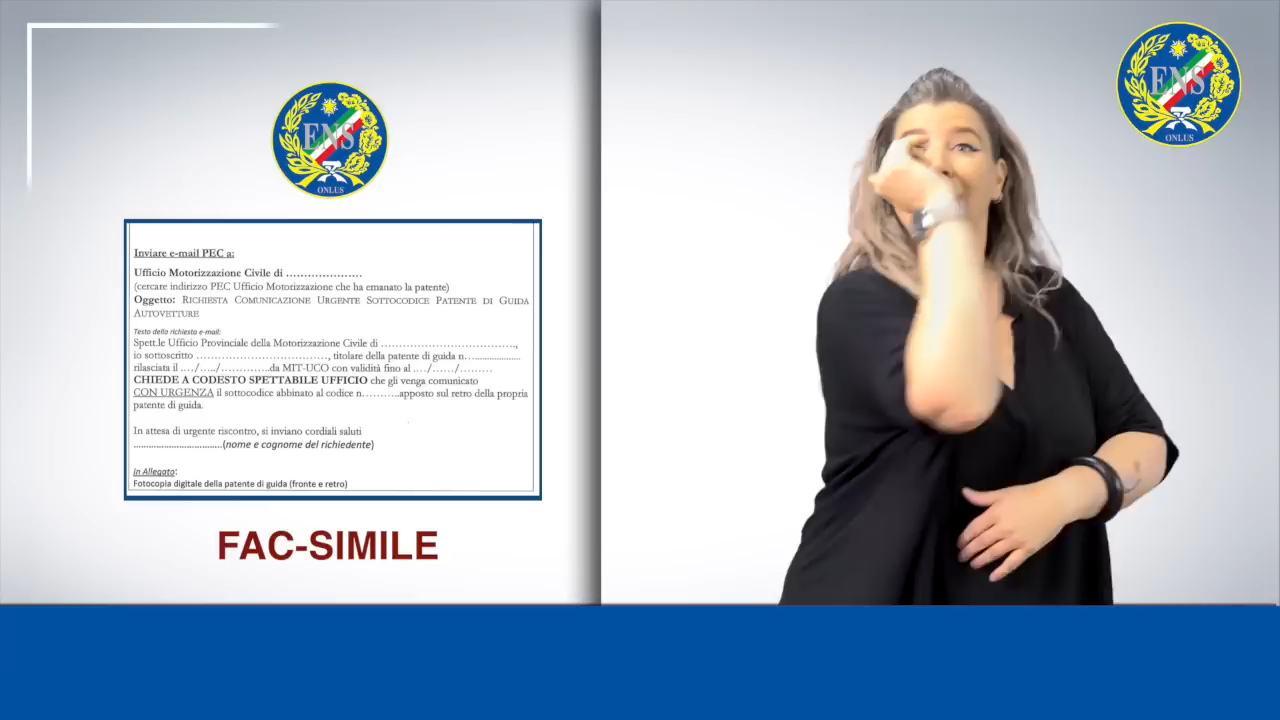 ENS
ONLUS
Inviare e-mail PEC a:
Ufficio Motorizzazione Civile di .....................
(cercare indirizzo PEC Ufficio Motorizzazione che ha emanato la patente)
Oggetto: RICHIESTA COMUNICAZIONE URGENTE SOTTOCODICE PATENTE DI GUIDA
AUTOVETTURE
Testo della richiesta e-mail:
Spett.le Ufficio Provinciale della Motorizzazione Civile di ....................................,
io sottoscritto ...................................., titolare della patente di guida n......................
rilasciata il ..../..../..............da MIT-UCO con validità fino al ..../....../.........
CHIEDE A CODESTO SPETTABILE UFFICIO che gli venga comunicato
CON URGENZA il sottocodice abbinato al codice n..........apposto sul retro della propria
patente di guida.
In attesa di urgente riscontro, si inviano cordiali saluti
..................................(nome e cognome del richiedente)
In Allegato:
Fotocopia digitale della patente di guida (fronte e retro)
FAC-SIMILE
ENS
ONLUS